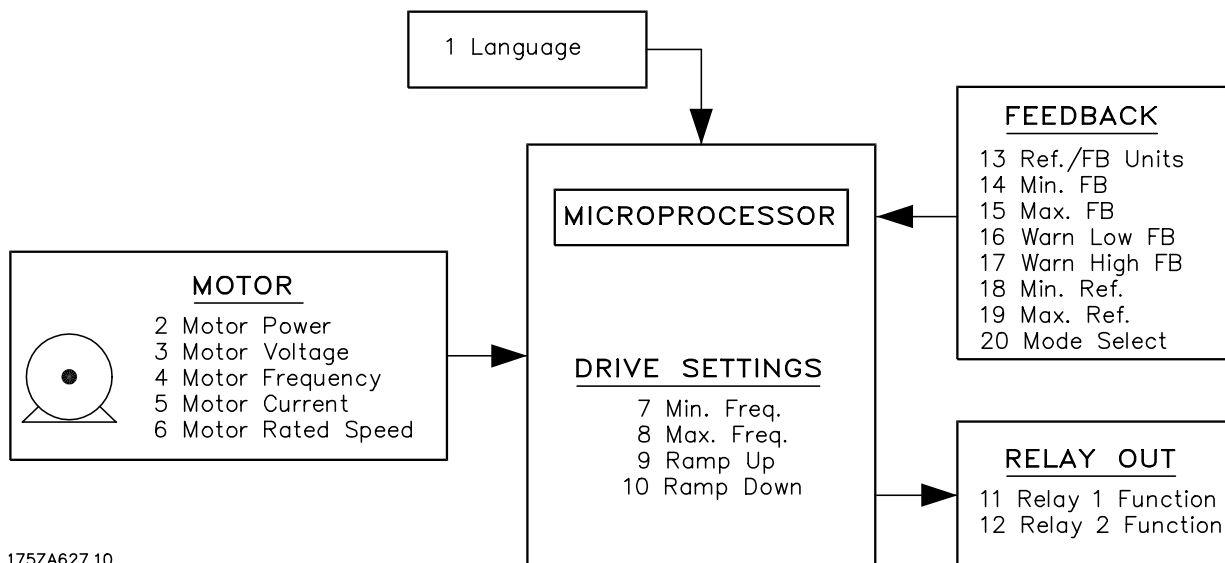 1 Language
MICROPROCESSOR
DRIVE SETTINGS
7 Min. Freq.
8 Max. Freq.
9 Ramp Up
10 Ramp Down
MOTOR
2 Motor Power
3 Motor Voltage
4 Motor Frequency
5 Motor Current
6 Motor Rated Speed
FEEDBACK
13 Ref./FB Units
14 Min. FB
15 Max. FB
16 Warn Low FB
17 Warn High FB
18 Min. Ref.
19 Max. Ref.
20 Mode Select
RELAY OUT
11 Relay 1 Function
12 Relay 2 Function
175ZA627.10